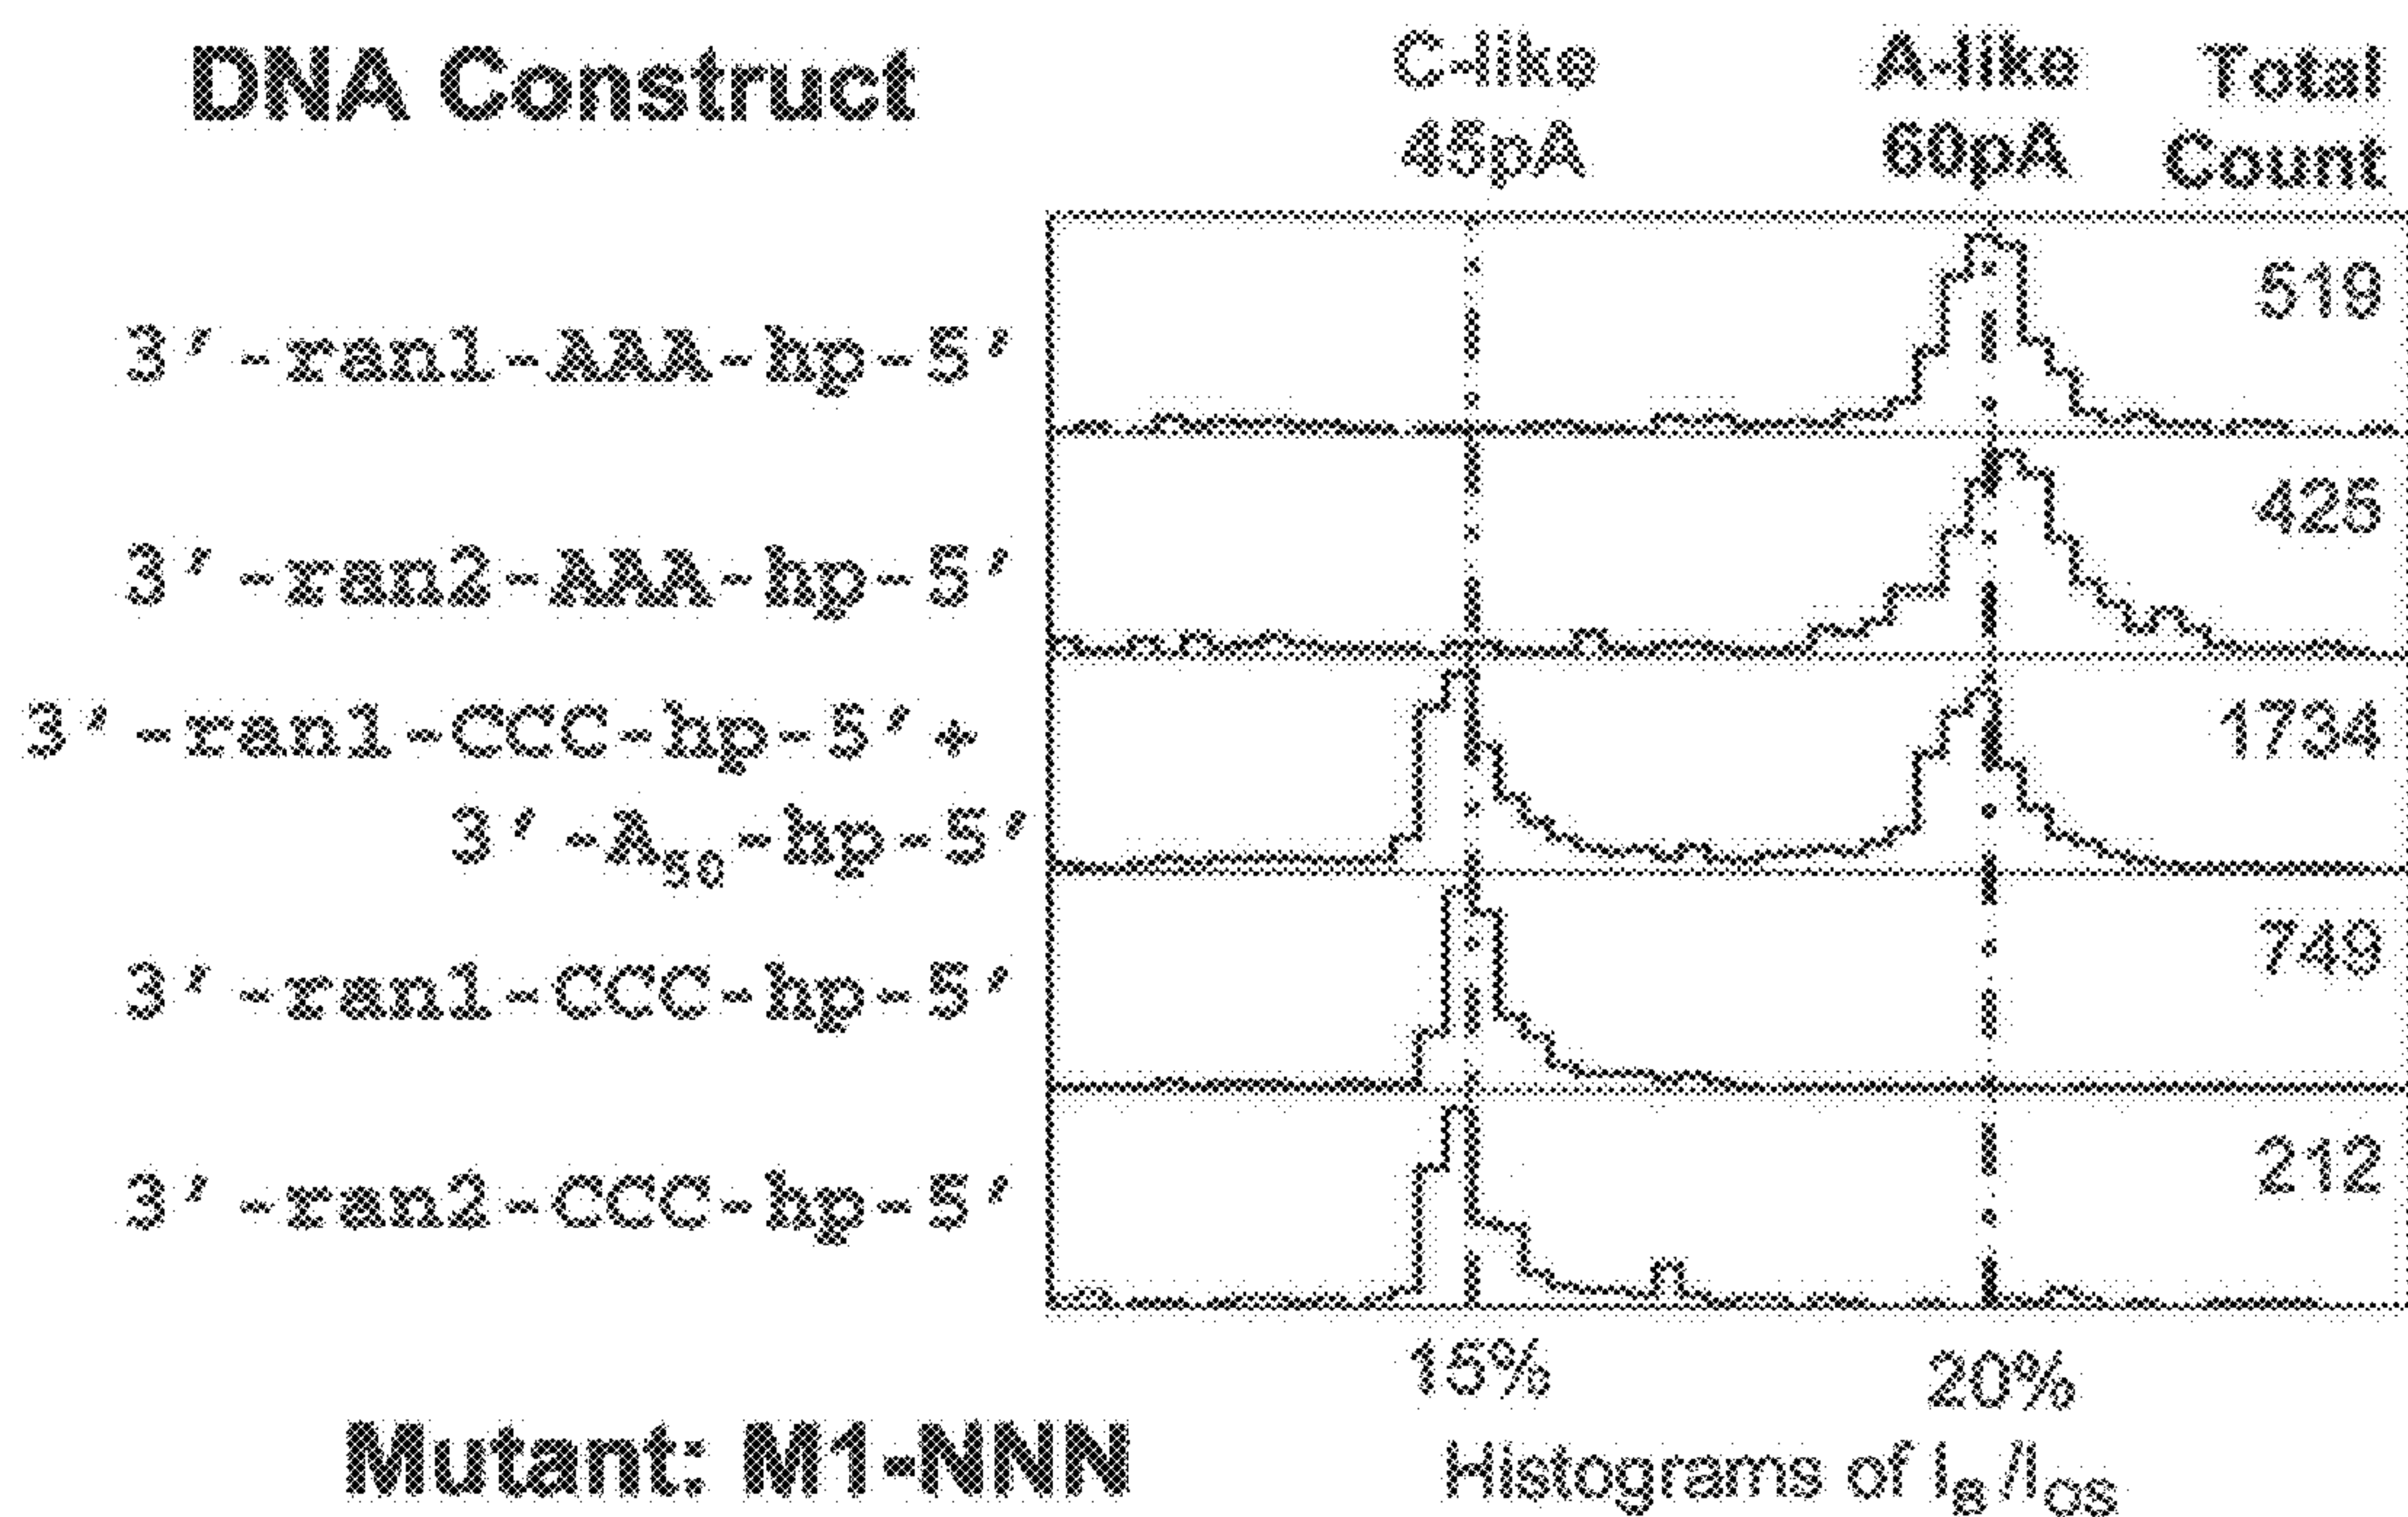 DNA Construct
C-like
45pA
A-like
60pA
Total
Count
3′-ran1-AAA-hp-5′
519
3′-ran2-AAA-hp-5′
425
3′-ran1-CCC-hp-5′+
3′-A50-hp-5′
1734
3′-ran1-CCC-hp-5′
749
3′-ran2-CCC-hp-5′
212
15%
20%
Mutant: M1-NNN
Histograms of IB/IOS